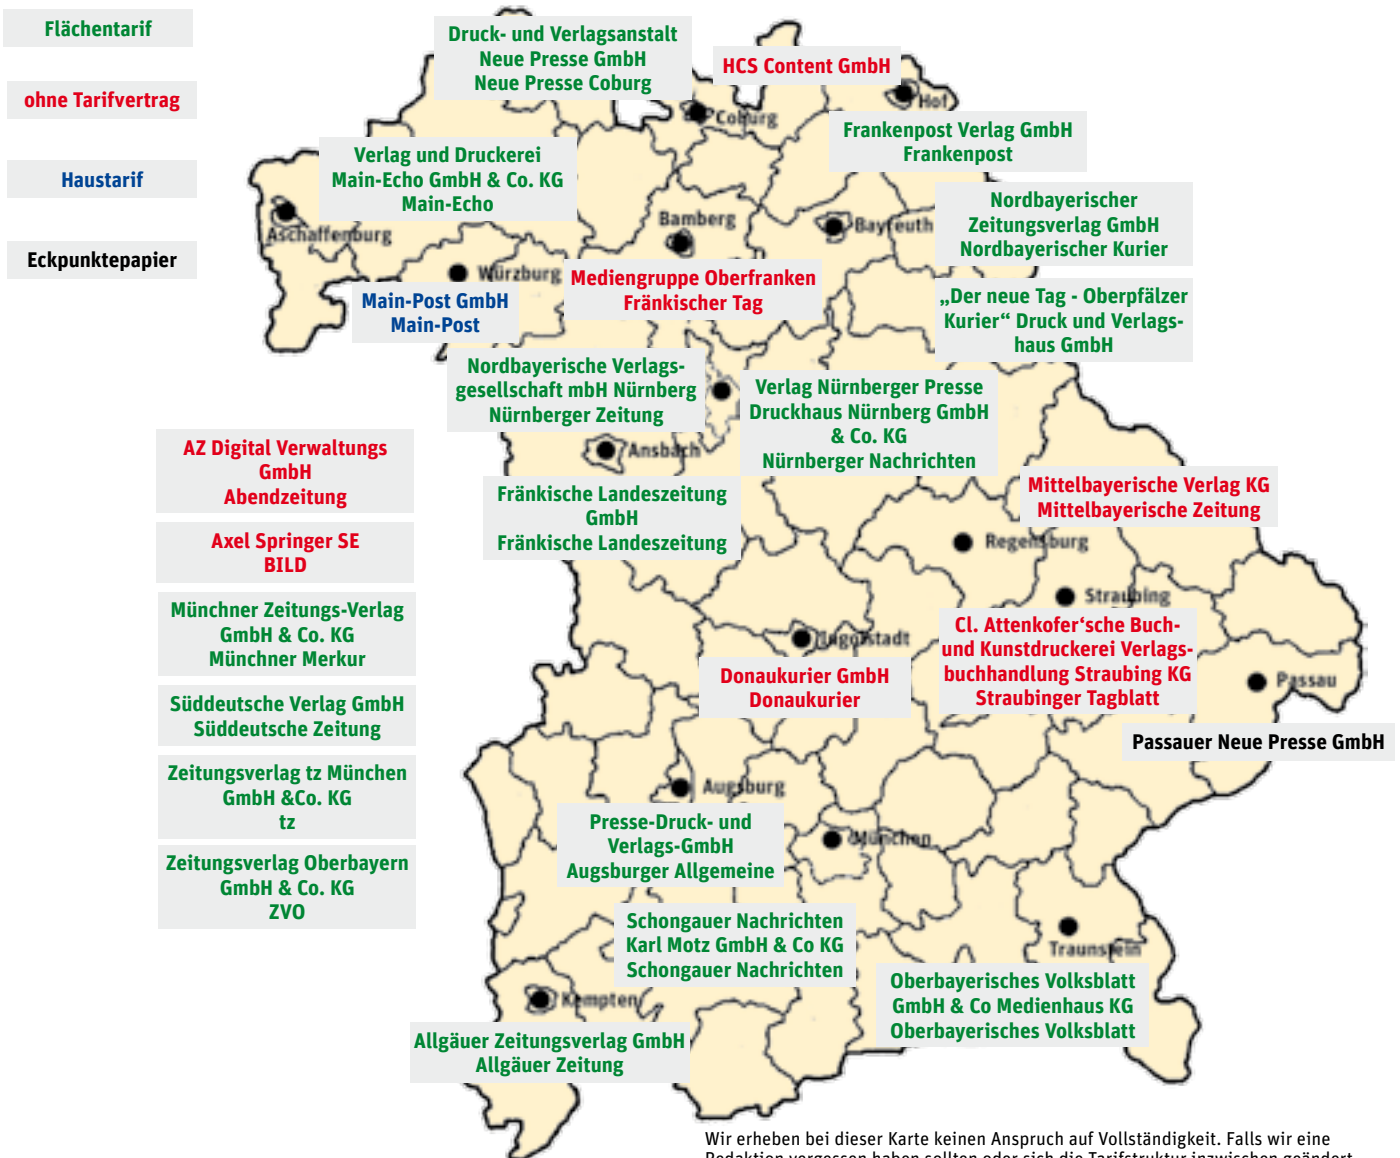 Flächentarif
ohne Tarifvertrag
Haustarif
Eckpunktepapier
Druck- und Verlagsanstalt
Neue Presse GmbH
Neue Presse Coburg
HCS Content GmbH
Hof
Coburg
Frankenpost Verlag GmbH
Frankenpost
Verlag und Druckerei
Main-Echo GmbH & Co. KG
Main-Echo
Aschaffenburg
Nordbayerischer
Zeitungsverlag GmbH
Nordbayerischer Kurier
Bamberg
Bayreuth
Würzburg
Mediengruppe Oberfranken
Fränkischer Tag
Main-Post GmbH
Main-Post
„Der neue Tag - Oberpfälzer
Kurier“ Druck und Verlags-
haus GmbH
Nordbayerische Verlags-
gesellschaft mbH Nürnberg
Nürnberger Zeitung
Verlag Nürnberger Presse
Druckhaus Nürnberg GmbH
& Co. KG
Nürnberger Nachrichten
Ansbach
AZ Digital Verwaltungs
GmbH
Abendzeitung
Fränkische Landeszeitung
GmbH
Fränkische Landeszeitung
Mittelbayerische Verlag KG
Mittelbayerische Zeitung
Regensburg
Axel Springer SE
BILD
Straubing
Münchner Zeitungs-Verlag
GmbH & Co. KG
Münchner Merkur
Ingolstadt
Cl. Attenkofer‘sche Buch-
und Kunstdruckerei Verlags-
buchhandlung Straubing KG
Straubinger Tagblatt
Donaukurier GmbH
Donaukurier
Passau
Süddeutsche Verlag GmbH
Süddeutsche Zeitung
Passauer Neue Presse GmbH
Zeitungsverlag tz München
GmbH &Co. KG
tz
Augsburg
Presse-Druck- und
Verlags-GmbH
Augsburger Allgemeine
München
Zeitungsverlag Oberbayern
GmbH & Co. KG
ZVO
Schongauer Nachrichten
Karl Motz GmbH & Co KG
Schongauer Nachrichten
Traunstein
Oberbayerisches Volksblatt
GmbH & Co Medienhaus KG
Oberbayerisches Volksblatt
Kempten
Allgäuer Zeitungsverlag GmbH
Allgäuer Zeitung
Wir erheben bei dieser Karte keinen Anspruch auf Vollständigkeit. Falls wir eine
Redaktion vergessen haben sollten oder sich die Tarifstruktur inzwischen geändert